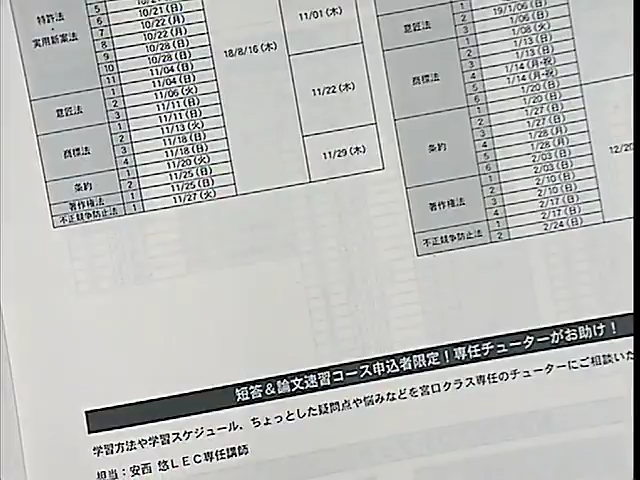 特許法
・
実用新案法
5
6 10/21(日)
7 10/22(月)
8 10/22(月)
9 10/28(日)
10 10/28(日)
11 11/04(日)
意匠法
1 11/04(日)
2 11/06(火)
3 11/11(日)
商標法
1 11/11(日)
2 11/13(火)
3 11/18(日)
4 11/18(日)
条約
1 11/20(火)
2 11/25(日)
著作権法 1 11/25(日)
不正競争防止法 1 11/27(火)
18/8/16(木)
11/01(木)
11/22(木)
11/29(木)
意匠法
1 19/1/06(日)
2 1/06(日)
3 1/08(火)
商標法
1 1/13(日)
2 1/13(日)
3 1/14(月・祝)
4 1/14(月・祝)
5 1/20(日)
6 1/20(日)
条約
1 1/27(日)
2 1/27(日)
3 1/28(月)
4 1/28(月)
5 2/03(日)
6 2/03(日)
著作権法
1 2/10(日)
2 2/10(日)
3 2/17(日)
4 2/17(日)
不正競争防止法
1 2/24(日)
2
12/20
短答&論文速習コース申込者限定!専任チューターがお助け!
学習方法や学習スケジュール、ちょっとした疑問点や悩みなどを宮口クラス専任のチューターにご相談いた
担当:安西 悠LEC専任講師